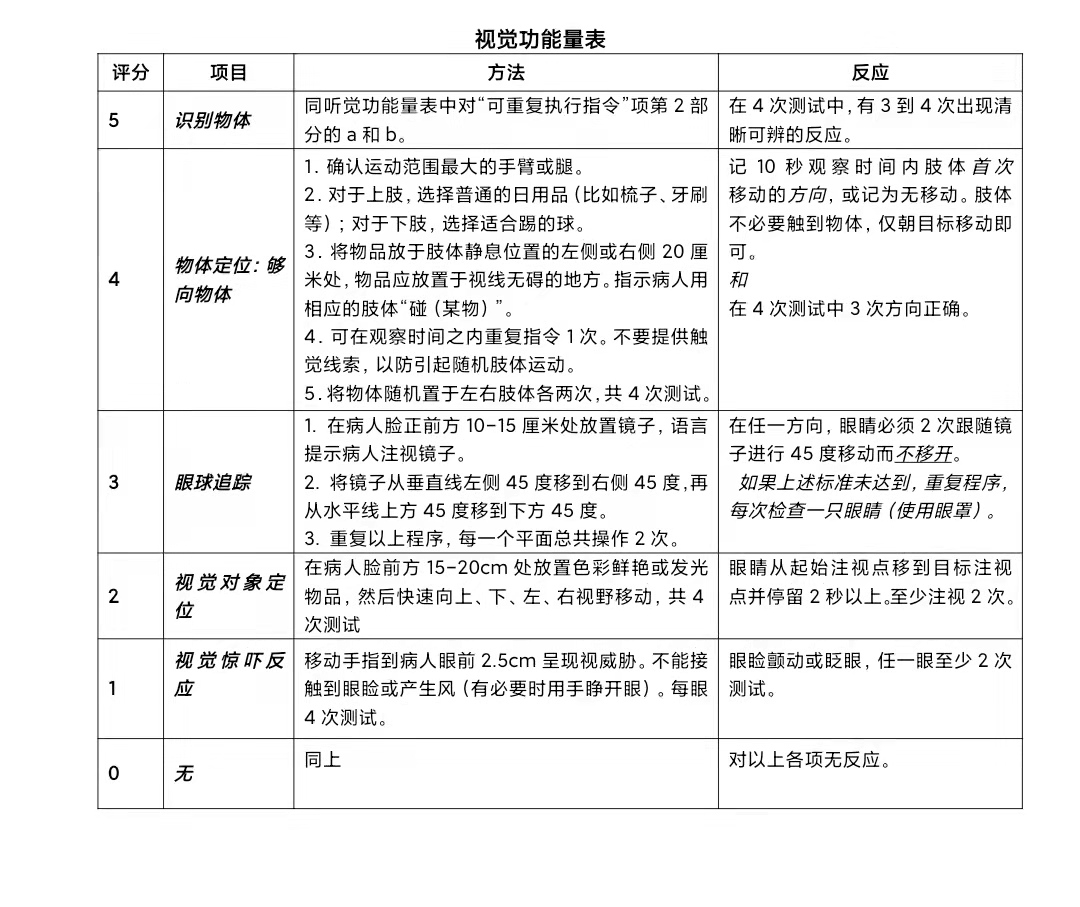 视觉功能量表
评分 项目 方法 反应
5
识别物体
同听觉功能量表中对“可重复执行指令”项第 2 部
分的 a 和 b。
在 4 次测试中,有 3 到 4 次出现清
晰可辨的反应。
4
物体定位：够
向物体
1. 确认运动范围最大的手臂或腿。
2. 对于上肢，选择普通的日用品（比如梳子、牙刷
等）；对于下肢，选择适合踢的球。
3. 将物品放于肢体静息位置的左侧或右侧 20 厘
米处，物品应放置于视线无碍的地方。指示病人用
相应的肢体“碰（某物）”。
4. 可在观察时间之内重复指令 1 次。不要提供触
觉线索，以防引起随机肢体运动。
5. 将物体随机置于左右肢体各两次,共 4 次测试。
记 10 秒观察时间内肢体首次
移动的方向，或记为无移动。肢体
不必要触到物体，仅朝目标移动即
可。
和
在 4 次测试中 3 次方向正确。
3
眼球追踪
1. 在病人脸正前方 10-15 厘米处放置镜子，语言
提示病人注视镜子。
2. 将镜子从垂直线左侧 45 度移到右侧 45 度,再
从水平线上方 45 度移到下方 45 度。
3. 重复以上程序，每一个平面总共操作 2 次。
在任一方向，眼睛必须 2 次跟随镜
子进行 45 度移动而不移开。
如果上述标准未达到，重复程序，
每次检查一只眼睛（使用眼罩）。
2
视觉对象定
位
在病人脸前方 15-20cm 处放置色彩鲜艳或发光
物品，然后快速向上、下、左、右视野移动，共 4
次测试
眼睛从起始注视点移到目标注视
点并停留 2 秒以上。至少注视 2 次。
1
视觉惊吓反
应
移动手指到病人眼前 2.5cm 呈现视威胁。不能接
触到眼睑或产生风（有必要时用手睁开眼）。每眼
4 次测试。
眼睑颤动或眨眼，任一眼至少 2 次
测试。
0
无
同上
对以上各项无反应。